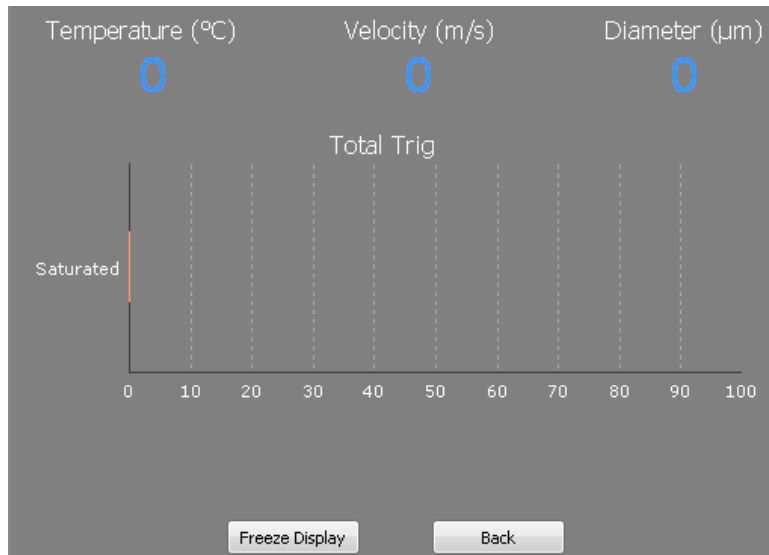 Temperature (ºC) Velocity (m/s) Diameter (µm)
0 0 0
Total Trig
Saturated
0 10 20 30 40 50 60 70 80 90 100
Freeze Display Back